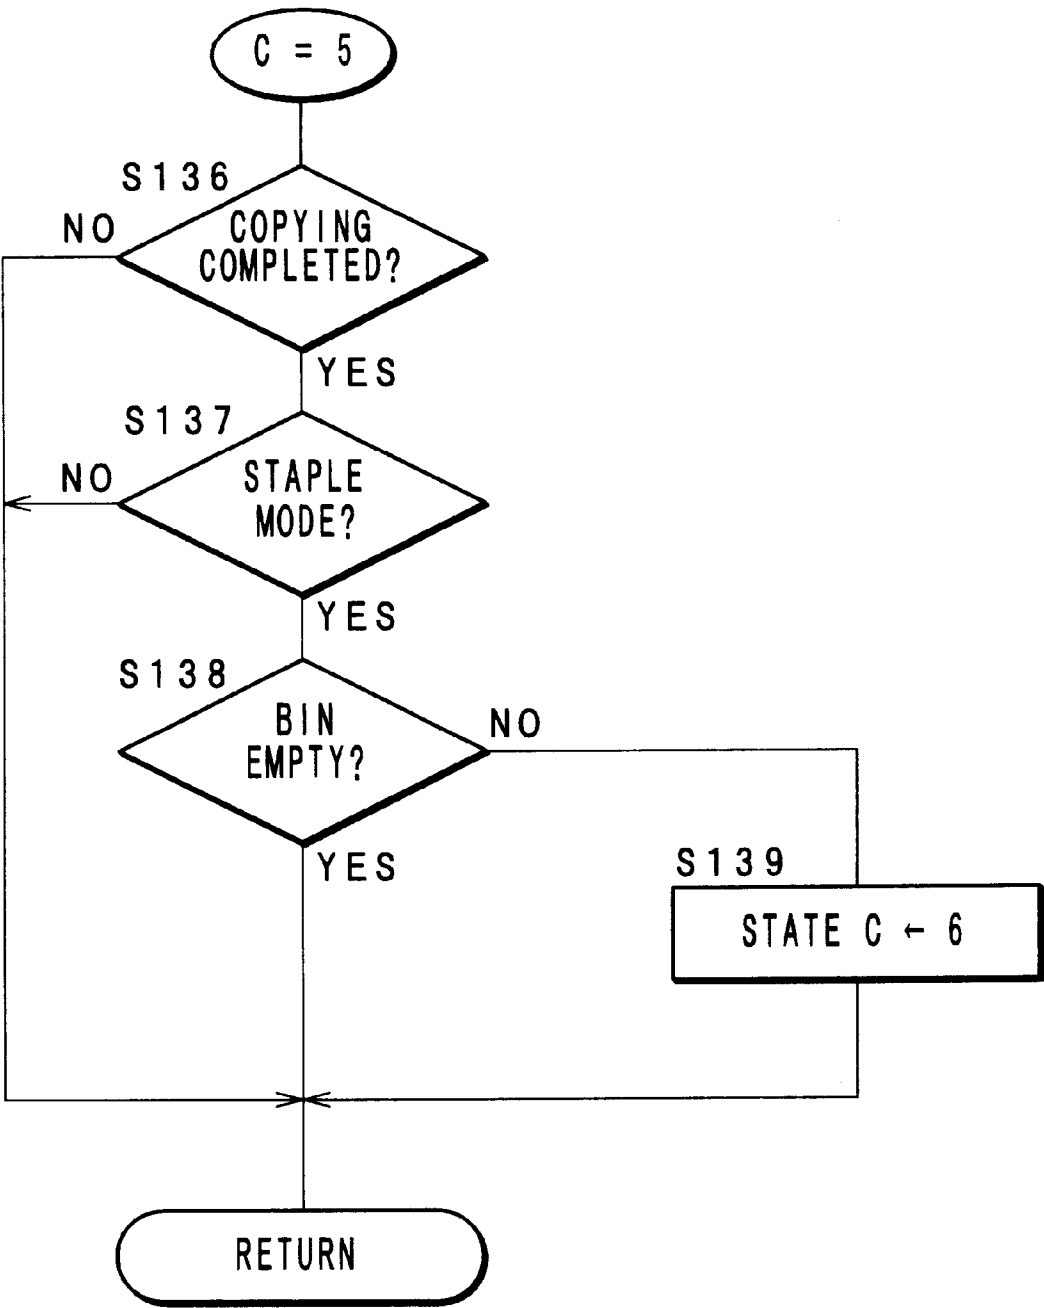 C = 5
S136
NO
COPYING
COMPLETED?
YES
S137
NO
STAPLE
MODE?
YES
S138
BIN
EMPTY?
NO
YES
S139
STATE C ← 6
RETURN